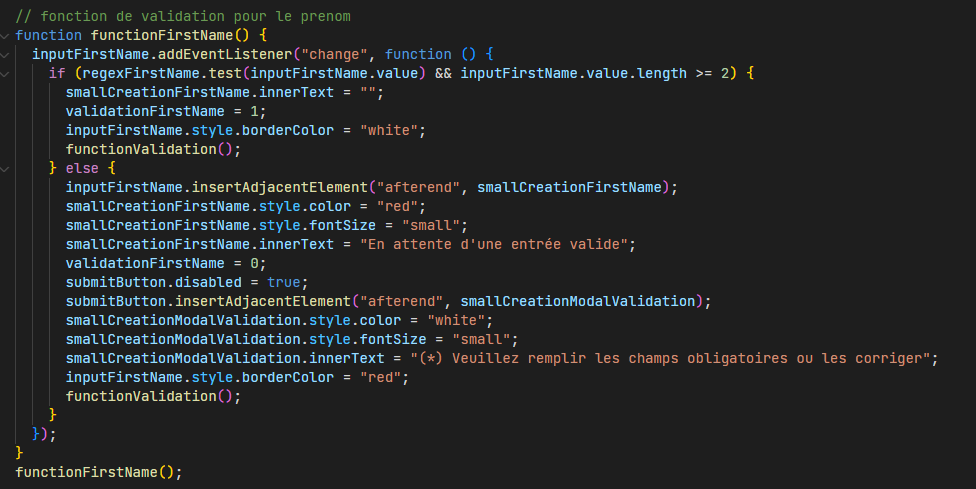 // fonction de validation pour le prenom
function functionFirstName() {
inputFirstName.addEventListener("change", function () {
if (regexFirstName.test(inputFirstName.value) && inputFirstName.value.length >= 2) {
smallCreationFirstName.innerText = "";
validationFirstName = 1;
inputFirstName.style.borderColor = "white";
functionValidation();
} else {
inputFirstName.insertAdjacentElement("afterend", smallCreationFirstName);
smallCreationFirstName.style.color = "red";
smallCreationFirstName.style.fontSize = "small";
smallCreationFirstName.innerText = "En attente d'une entrée valide";
validationFirstName = 0;
submitButton.disabled = true;
submitButton.insertAdjacentElement("afterend", smallCreationModalValidation);
smallCreationModalValidation.style.color = "white";
smallCreationModalValidation.style.fontSize = "small";
smallCreationModalValidation.innerText = "(*) Veuillez remplir les champs obligatoires ou les corriger";
inputFirstName.style.borderColor = "red";
functionValidation();
}
});
}
functionFirstName();